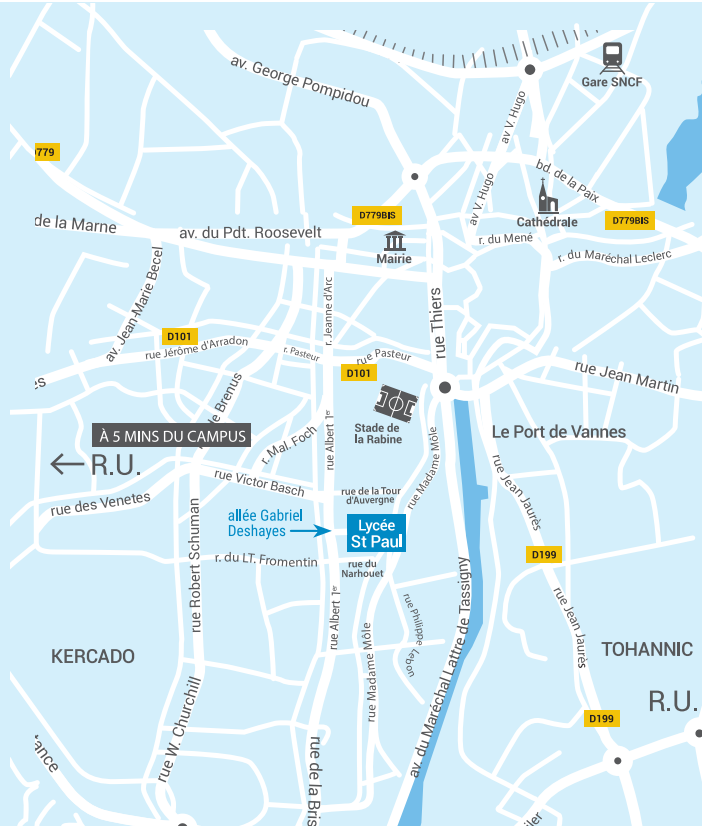 av. George Pompidou
Gare SNCF
av V. Hugo
D779
bd. de la Paix
av V. Hugo
D779BIS
Cathédrale
D779BIS
de la Marne
av. du Pdt. Roosevelt
r. du Mené
Mairie
r. du Maréchal Leclerc
av. Jean-Marie Becel
r. Jeanne d'Arc
rue Thiers
D101
rue Jérôme d'Arradon
r. Pasteur
rue Pasteur
D101
rue Jean Martin
es
de Brenus
Stade de
la Rabine
À 5 MINS DU CAMPUS
r. Mal. Foch
rue Albert 1er
Le Port de Vannes
← R.U.
rue Madame Môle
rue Victor Basch
rue des Venetes
rue de la Tour
d'Auvergne
rue Jean Jaurès
allée Gabriel
Deshayes
Lycée
St Paul
rue Robert Schuman
r. du LT. Fromentin
rue du
Narhouet
D199
rue Albert 1er
rue Philippe Lebon
av. du Maréchal Lattre de Tassigny
rue Jean Jaurès
KERCADO
TOHANNIC
rue Madame Môle
R.U.
rue W. Churchill
D199
ance
rue de la Bris
ler